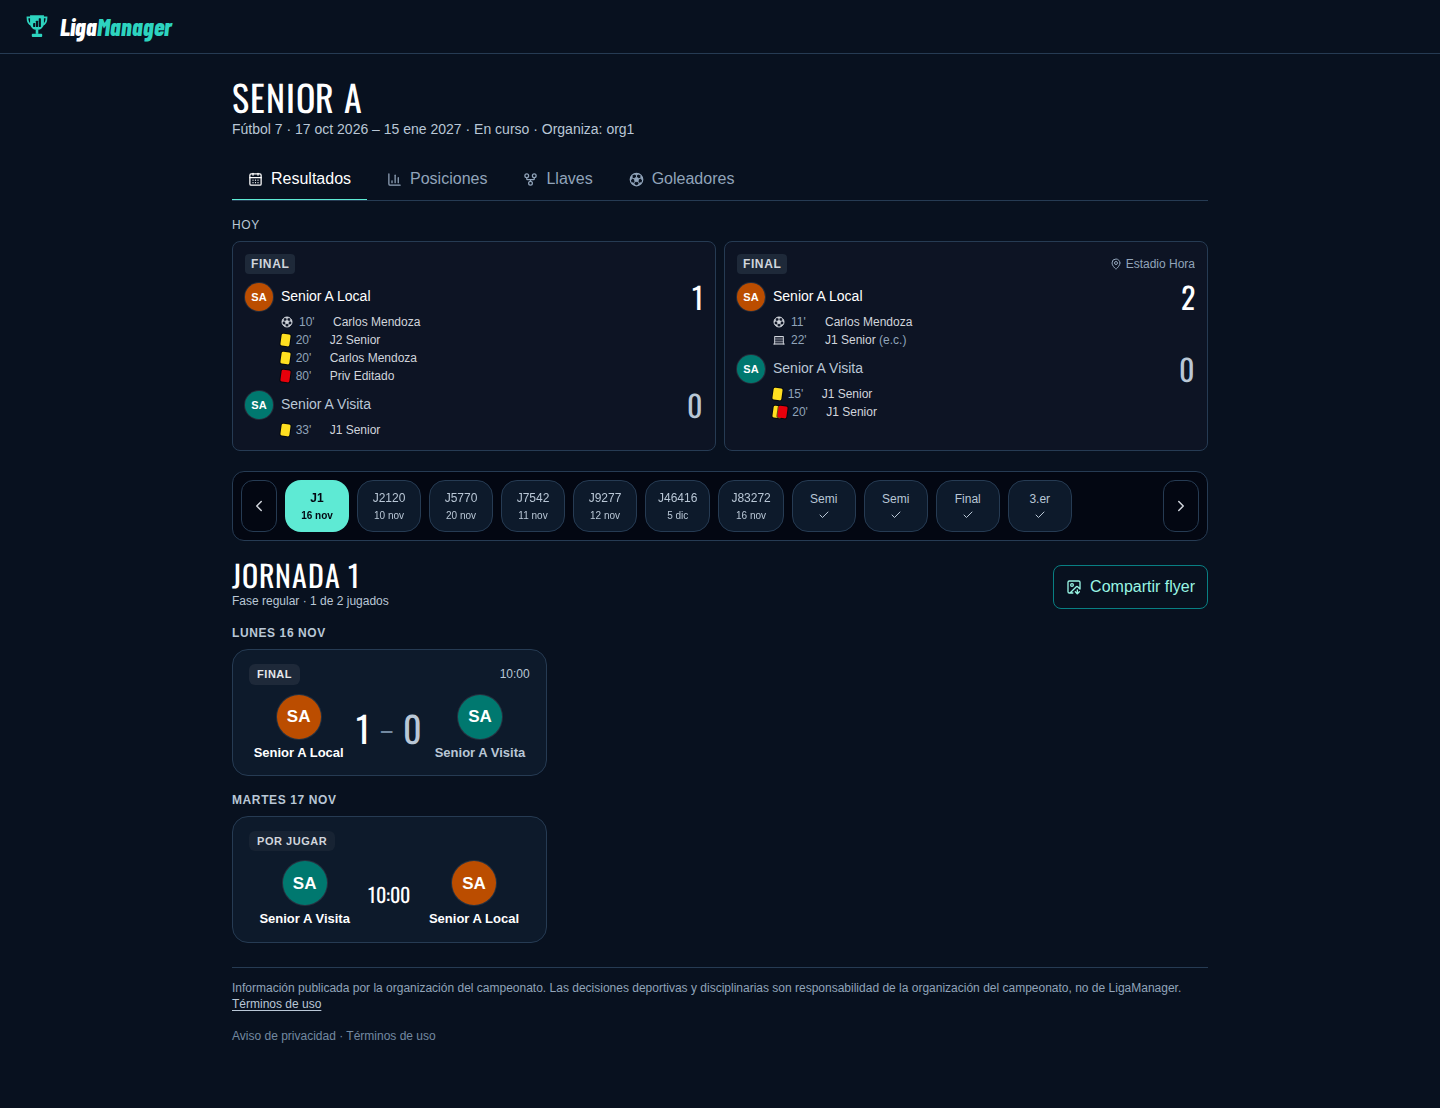 LigaManager
SENIOR A
Fútbol 7 · 17 oct 2026 – 15 ene 2027 · En curso · Organiza: org1
Resultados
Posiciones
Llaves
Goleadores
HOY
FINAL
SA Senior A Local 1
10' Carlos Mendoza
20' J2 Senior
20' Carlos Mendoza
80' Priv Editado
SA Senior A Visita 0
33' J1 Senior
FINAL Estadio Hora
SA Senior A Local 2
11' Carlos Mendoza
22' J1 Senior (e.c.)
SA Senior A Visita 0
15' J1 Senior
20' J1 Senior
J1
16 nov
J2120
10 nov
J5770
20 nov
J7542
11 nov
J9277
12 nov
J46416
5 dic
J83272
16 nov
Semi
Semi
Final
3.er
JORNADA 1
Fase regular · 1 de 2 jugados
Compartir flyer
LUNES 16 NOV
FINAL 10:00
SA 1 – 0 SA
Senior A Local Senior A Visita
MARTES 17 NOV
POR JUGAR
SA 10:00 SA
Senior A Visita Senior A Local
Información publicada por la organización del campeonato. Las decisiones deportivas y disciplinarias son responsabilidad de la organización del campeonato, no de LigaManager.
Términos de uso
Aviso de privacidad · Términos de uso